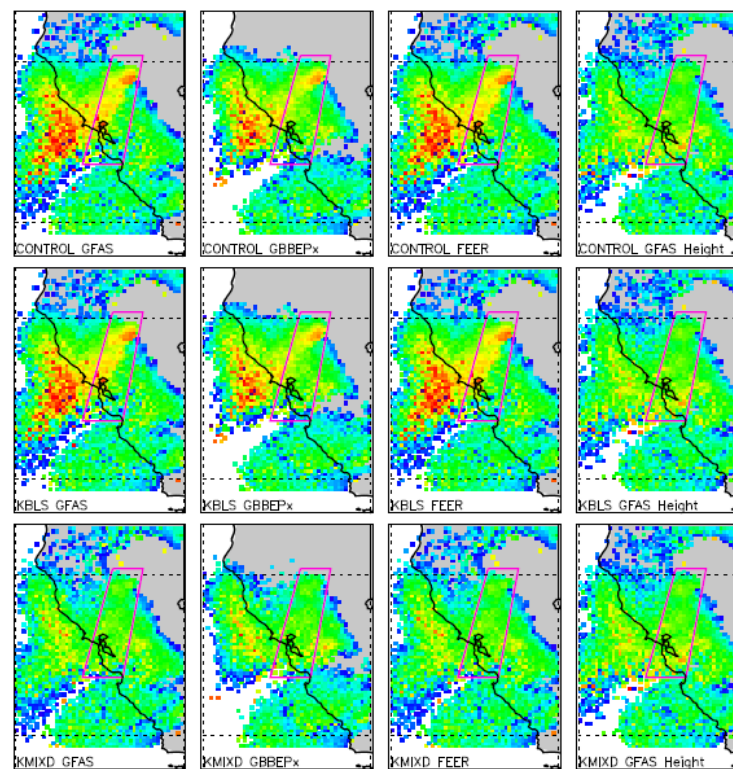 CONTROL GFAS
CONTROL GBBEPx
CONTROL FEER
CONTROL GFAS Height
KBLS GFAS
KBLS GBBEPx
KBLS FEER
KBLS GFAS Height
KMIXD GFAS
KMIXD GBBEPx
KMIXD FEER
KMIXD GFAS Height